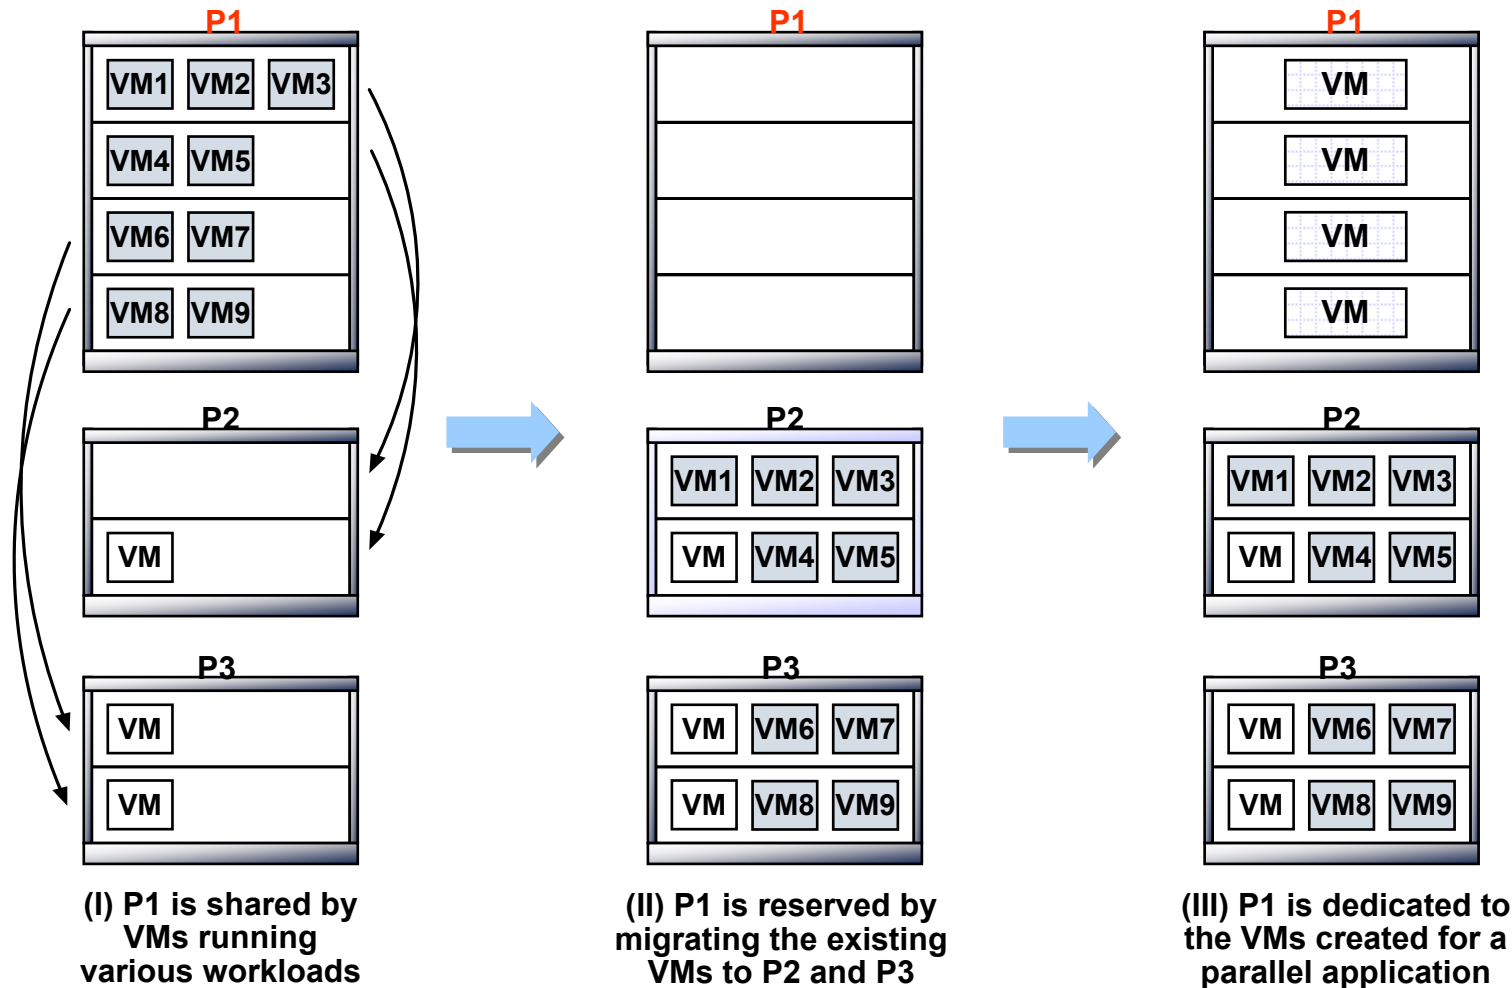 P1
VM1 VM2 VM3
VM4 VM5
VM6 VM7
VM8 VM9
P2
VM
P3
VM
VM
(I) P1 is shared by
VMs running
various workloads
P1
P2
VM1 VM2 VM3
VM VM4 VM5
P3
VM VM6 VM7
VM VM8 VM9
(II) P1 is reserved by
migrating the existing
VMs to P2 and P3
P1
VM
VM
VM
VM
P2
VM1 VM2 VM3
VM VM4 VM5
P3
VM VM6 VM7
VM VM8 VM9
(III) P1 is dedicated to
the VMs created for a
parallel application